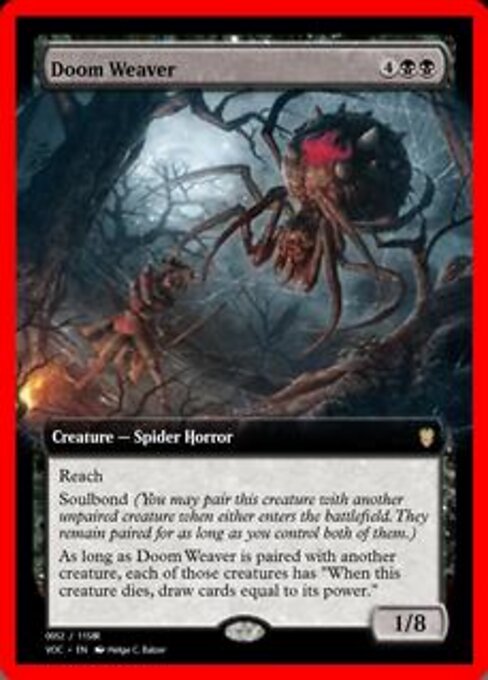 Doom Weaver 4
Creature — Spider Horror
Reach
Soulbond (You may pair this creature with another
unpaired creature when either enters the battlefield. They
remain paired for as long as you control both of them.)
As long as Doom Weaver is paired with another
creature, each of those creatures has "When this
creature dies, draw cards equal to its power."
1/8
VOC • EN Helge C. Balzer